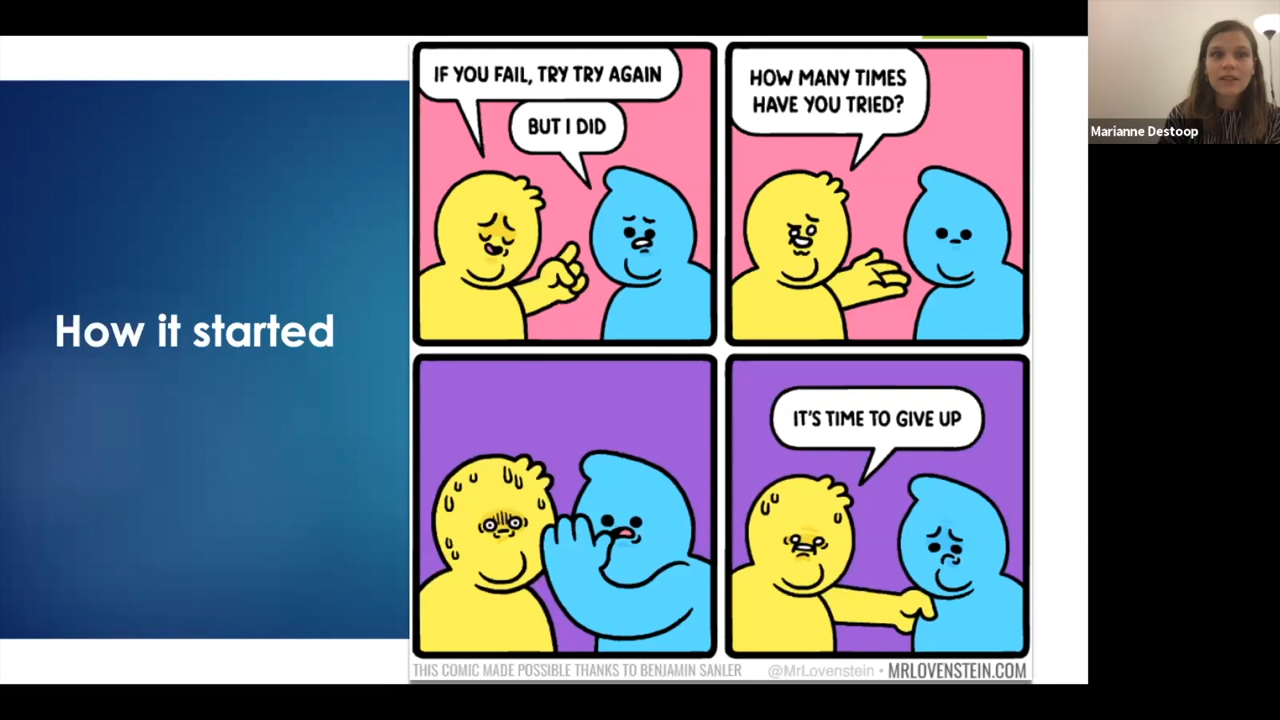 How it started
IF YOU FAIL, TRY TRY AGAIN
BUT I DID
HOW MANY TIMES
HAVE YOU TRIED?
IT'S TIME TO GIVE UP
THIS COMIC MADE POSSIBLE THANKS TO BENJAMIN SANLER
@MrLovenstein • MRLOVENSTEIN.COM
Marianne Destoop